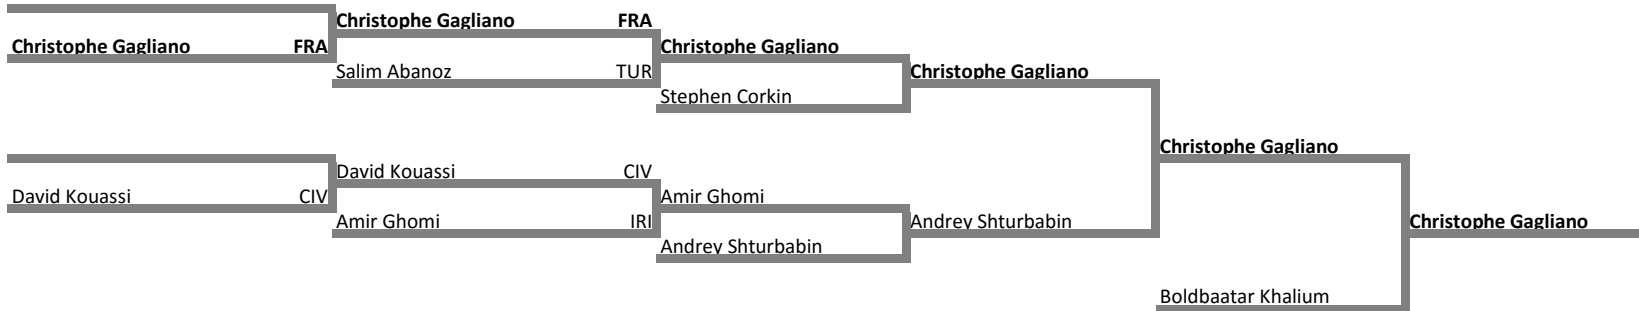 Christophe Gagliano FRA
Christophe Gagliano FRA
Salim Abanoz TUR
Christophe Gagliano
Stephen Corkin
Christophe Gagliano
David Kouassi CIV
David Kouassi CIV
Amir Ghomi IRI
Amir Ghomi
Andrey Shturbabin
Andrey Shturbabin
Christophe Gagliano
Boldbaatar Khalium
Christophe Gagliano